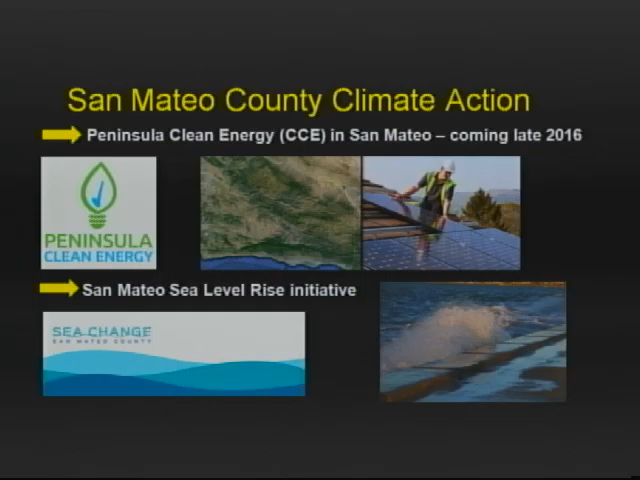 San Mateo County Climate Action
Peninsula Clean Energy (CCE) in San Mateo – coming late 2016
PENINSULA
CLEAN ENERGY
San Mateo Sea Level Rise initiative
SEA CHANGE
SAN MATEO COUNTY